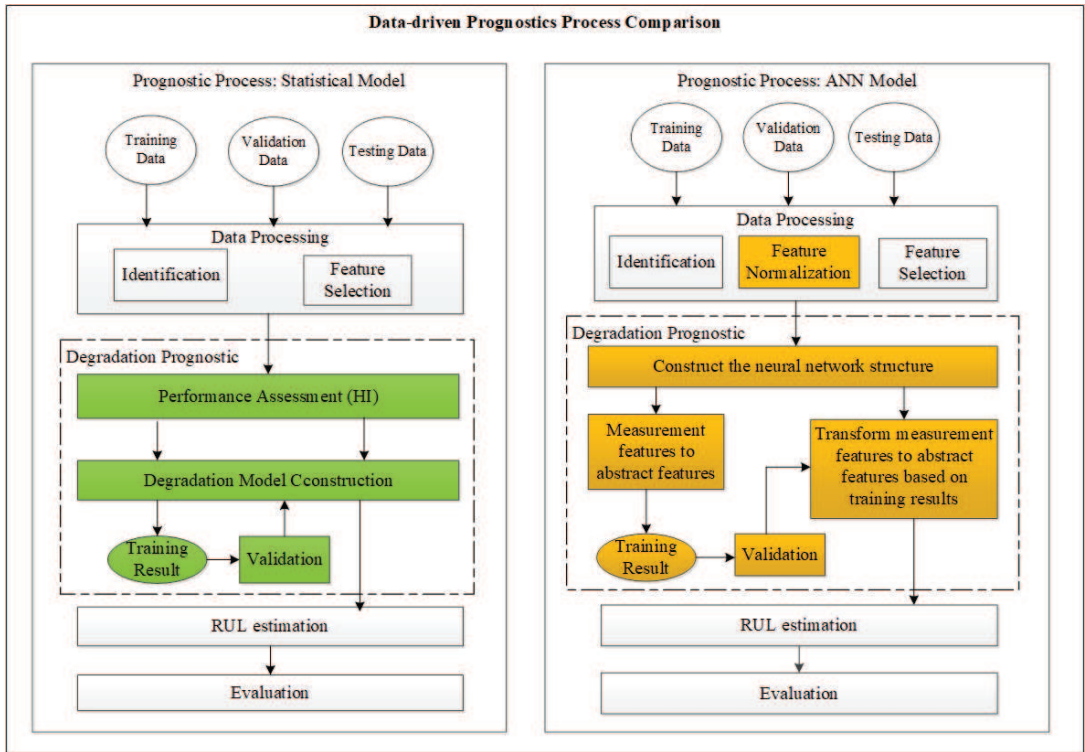 Data-driven Prognostics Process Comparison
Prognostic Process: Statistical Model
Training
Data
Validation
Data
Testing Data
Data Processing
Identification
Feature
Selection
Degradation Prognostic
Performance Assessment (HI)
Degradation Model Cconstruction
Training
Result
Validation
RUL estimation
Evaluation
Prognostic Process: ANN Model
Training
Data
Validation
Data
Testing Data
Data Processing
Identification
Feature
Normalization
Feature
Selection
Degradation Prognostic
Construct the neural network structure
Measurement
features to
abstract features
Transform measurement
features to abstract
features based on
training results
Training
Result
Validation
RUL estimation
Evaluation